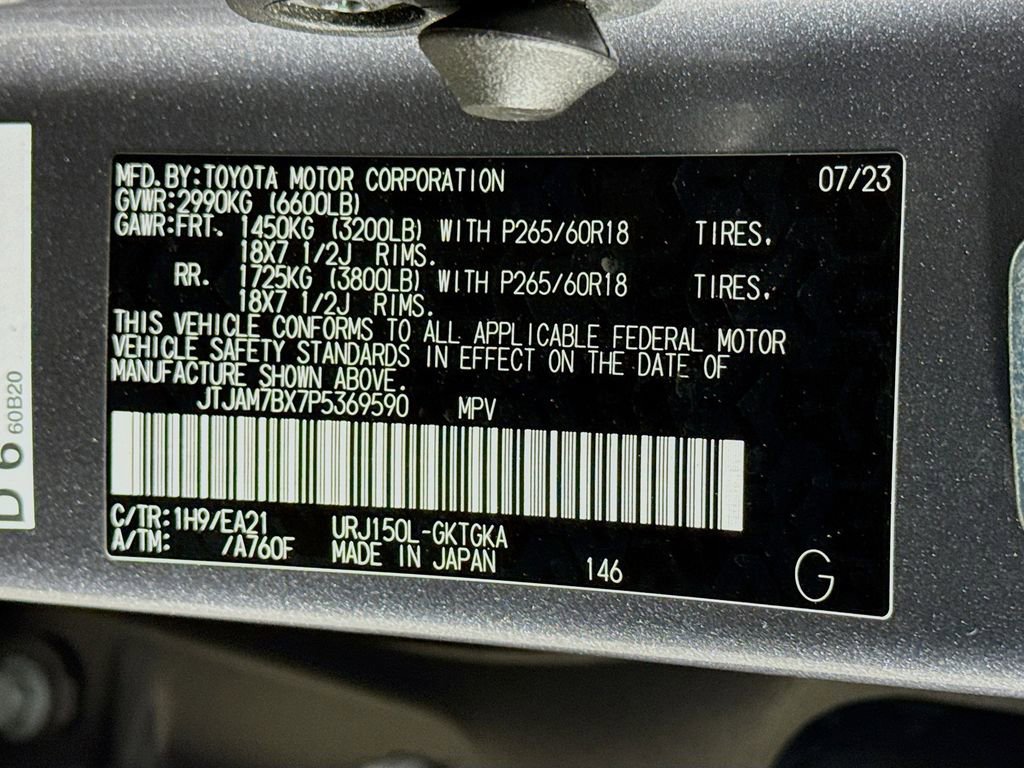 MFD. BY: TOYOTA MOTOR CORPORATION 07/23
GVWR: 2990KG (6600LB)
GAWR: FRT. 1450KG (3200LB) WITH P265/60R18 TIRES,
18X7 1/2J RIMS.
RR. 1725KG (3800LB) WITH P265/60R18 TIRES,
18X7 1/2J RIMS.
THIS VEHICLE CONFORMS TO ALL APPLICABLE FEDERAL MOTOR
VEHICLE SAFETY STANDARDS IN EFFECT ON THE DATE OF
MANUFACTURE SHOWN ABOVE.
JTJAM7BX7P5369590 MPV
C/TR: 1H9/EA21 URJ150L-GKTGKA
A/TM: /A760F MADE IN JAPAN 146 G
D 6
60B20